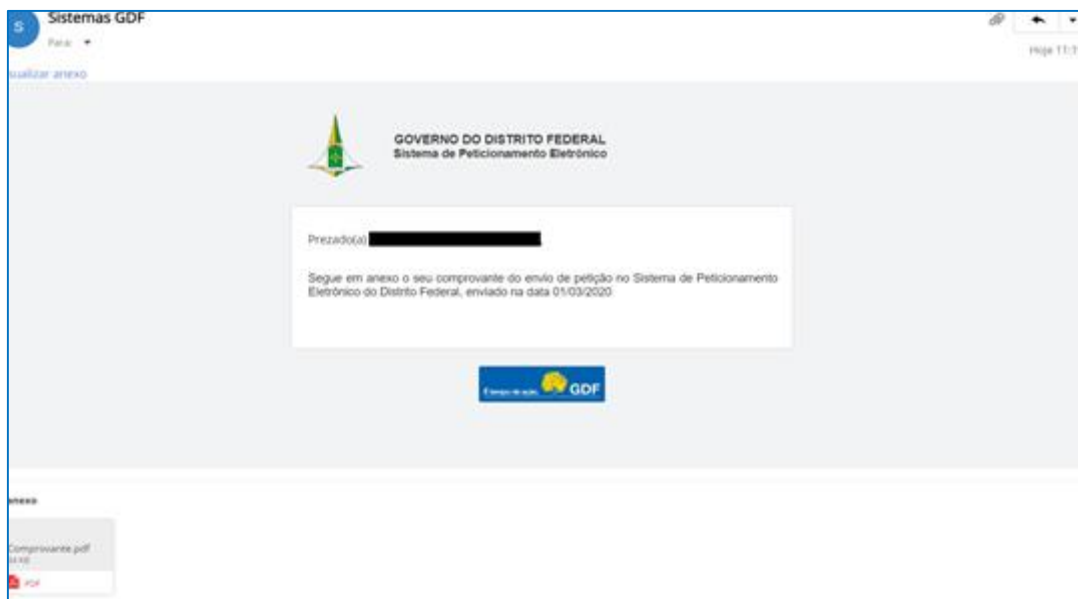 S
Sistemas GDF
Para:
Hoje 11:1
ualizar anexo
GOVERNO DO DISTRITO FEDERAL
Sistema de Peticionamento Eletrônico
Prezado(a)
Segue em anexo o seu comprovante do envio de petição no Sistema de Peticionamento
Eletrônico do Distrito Federal, enviado na data 01/03/2020
GDF
anexo
Comprovante.pdf
PDF